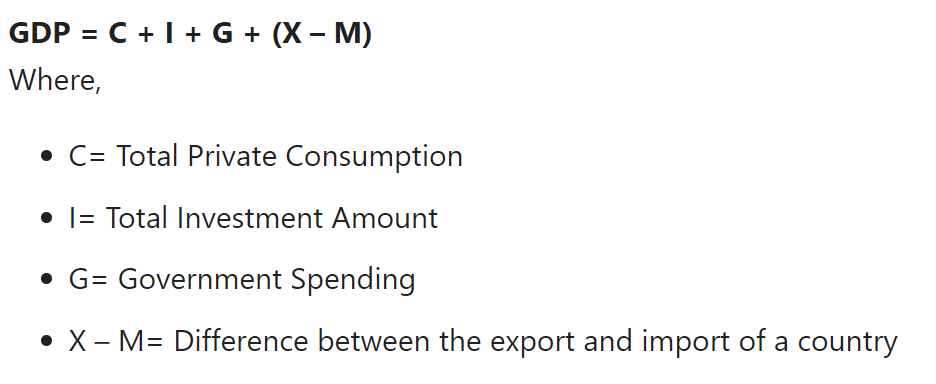 GDP = C + I + G + (X – M)
Where,
• C= Total Private Consumption
• I= Total Investment Amount
• G= Government Spending
• X – M= Difference between the export and import of a country